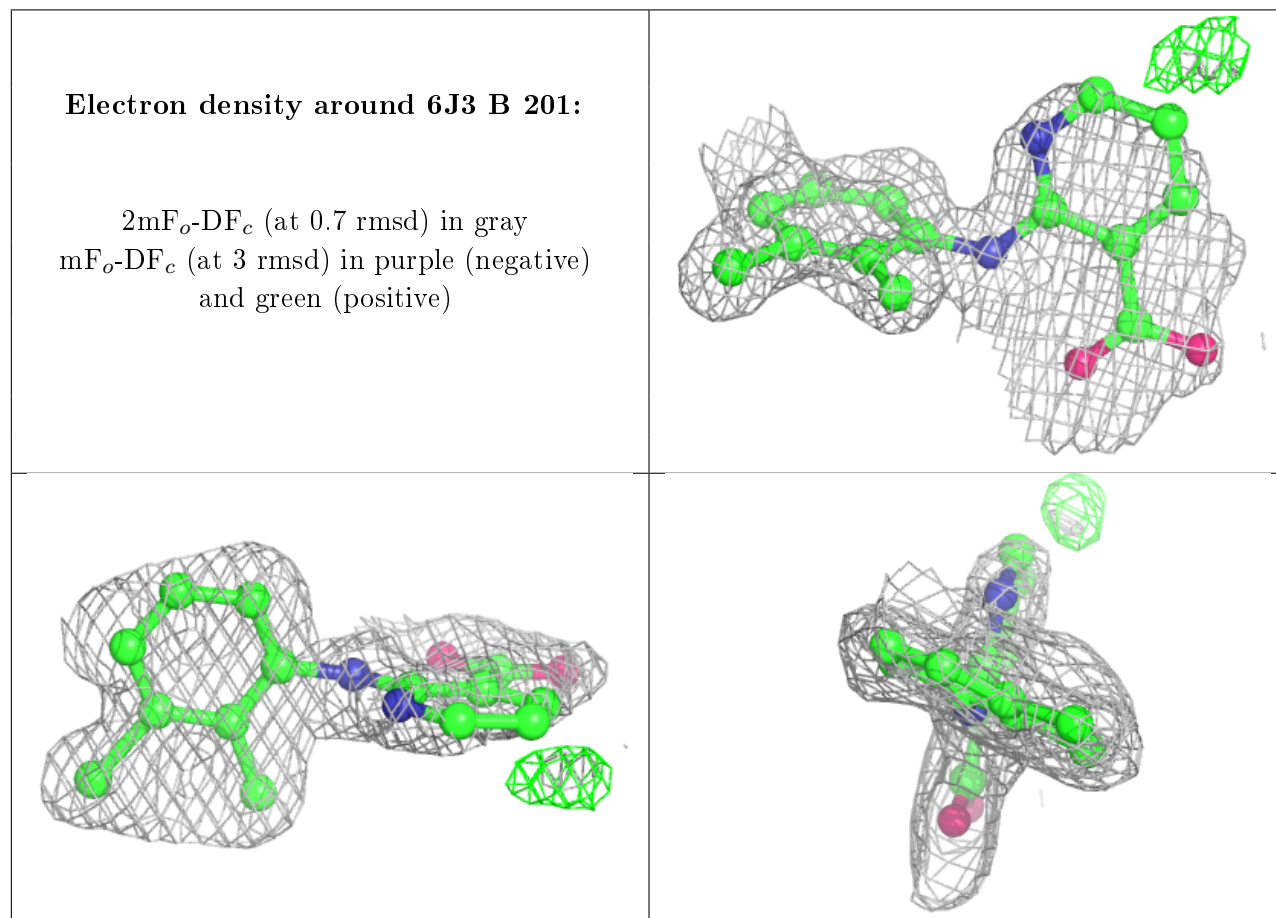 Electron density around 6J3 B 201:
2mFo-DFc (at 0.7 rmsd) in gray
mFo-DFc (at 3 rmsd) in purple (negative)
and green (positive)